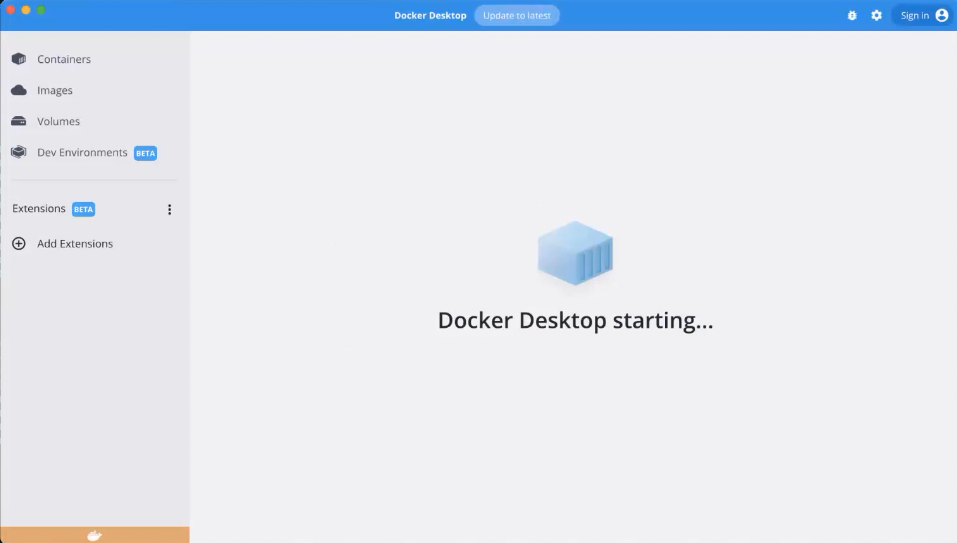 Docker Desktop Update to latest Sign in
Containers
Images
Volumes
Dev Environments BETA
Extensions BETA
Add Extensions
Docker Desktop starting...